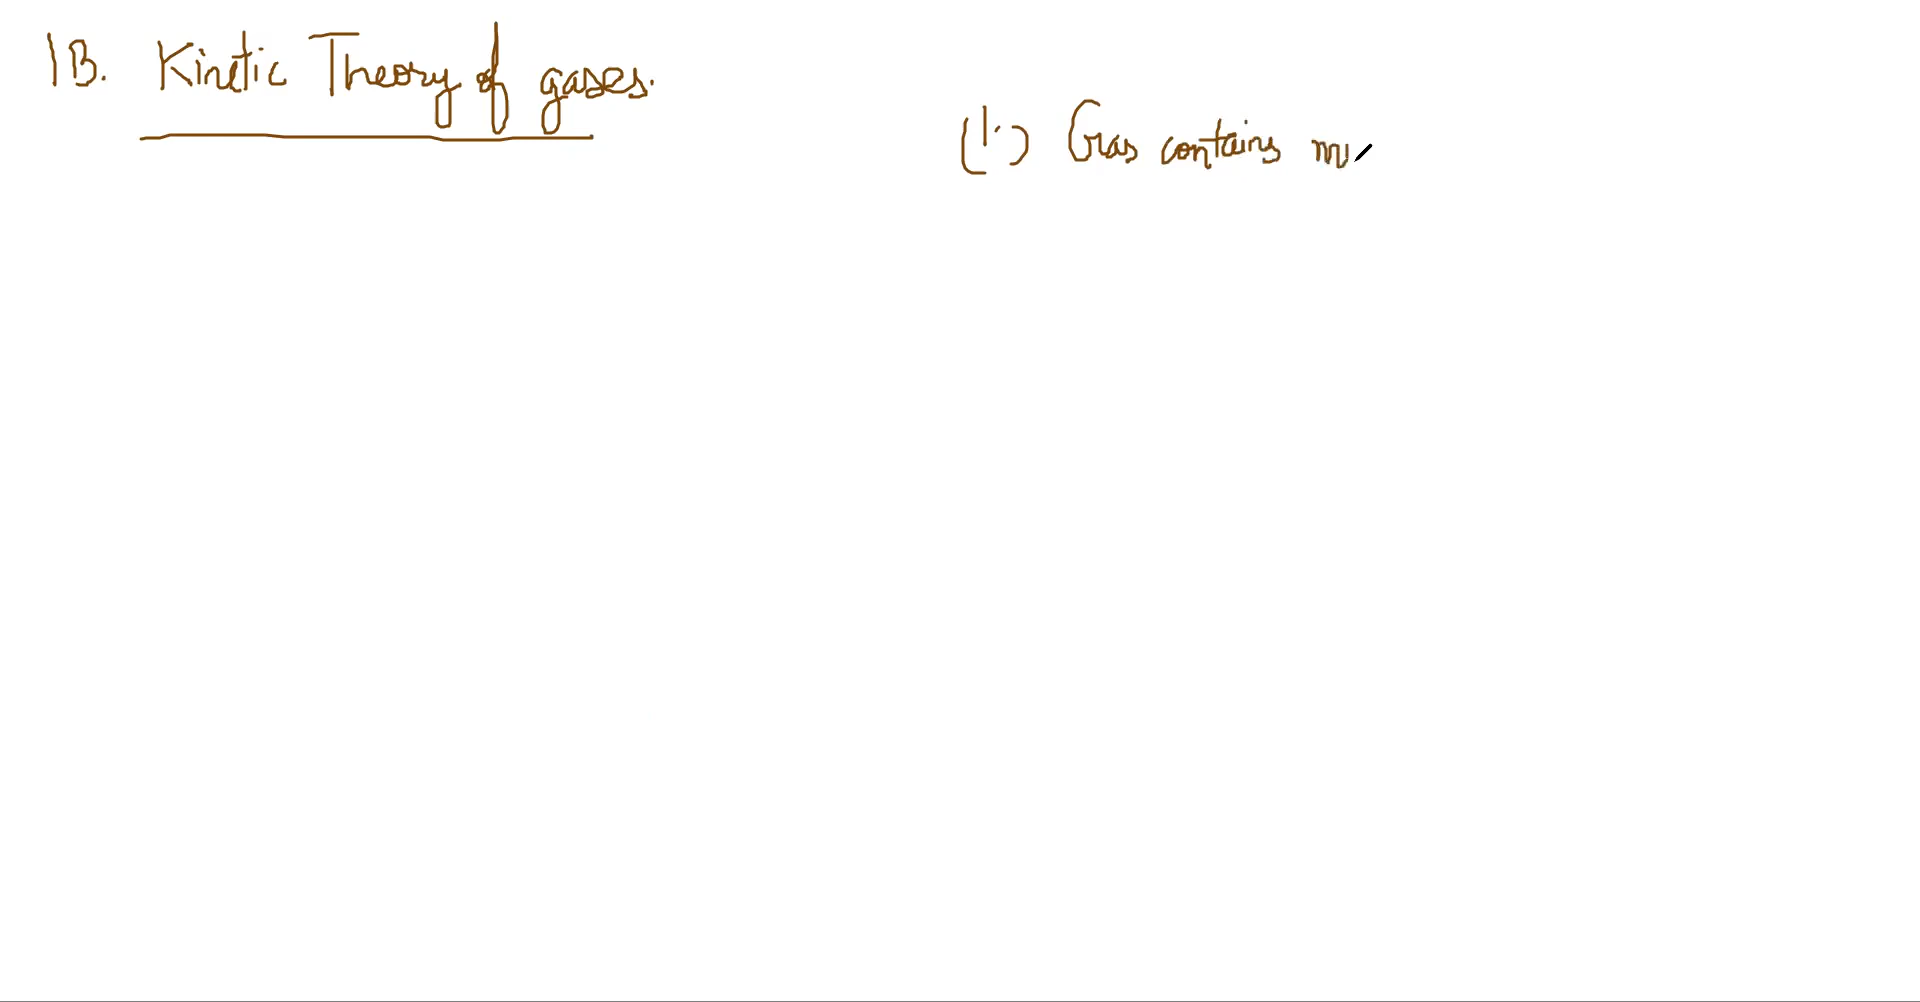 1B. Kinetic Theory of gases.
(1.) Gas contains